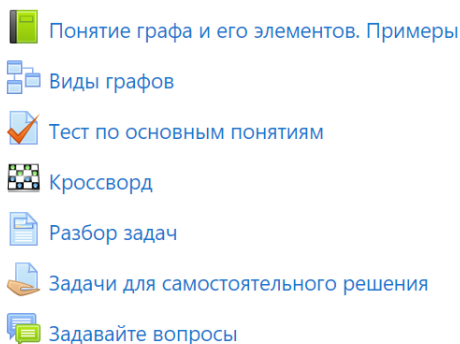 Понятие графа и его элементов. Примеры
Виды графов
Тест по основным понятиям
Кроссворд
Разбор задач
Задачи для самостоятельного решения
Задавайте вопросы